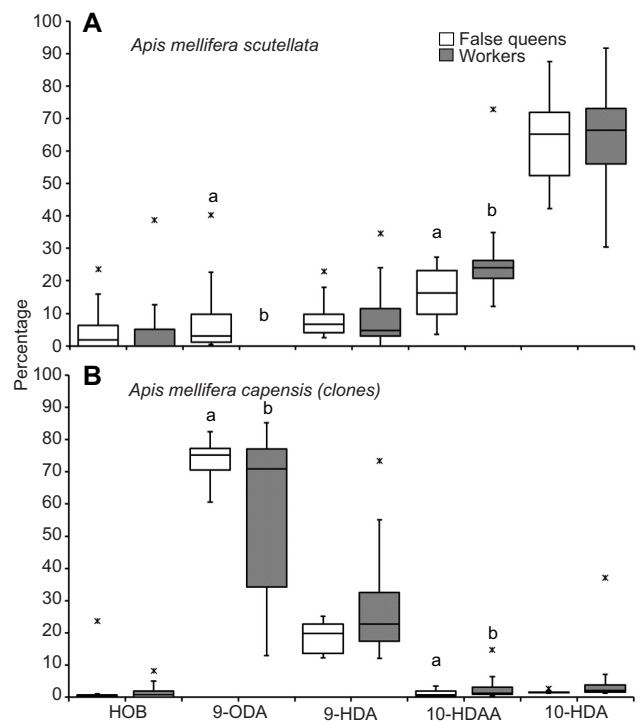 A
Apis mellifera scutellata
False queens
Workers
100
90
80
70
60
50
40
30
20
10
0
a
b
a
b
Percentage
B
Apis mellifera capensis (clones)
100
90
80
70
60
50
40
30
20
10
0
a
b
a
b
HOB 9-ODA 9-HDA 10-HDAA 10-HDA